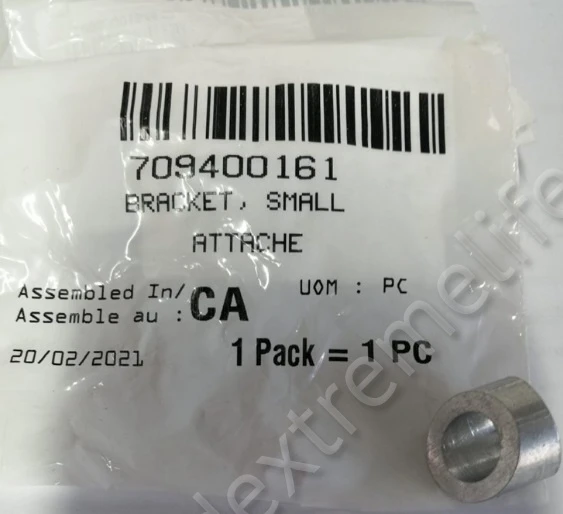 709400161
BRACKET, SMALL
ATTACHE
Assembled In/
Assemble au : CA
UOM : PC
20/02/2021
1 Pack = 1 PC
dextremelife